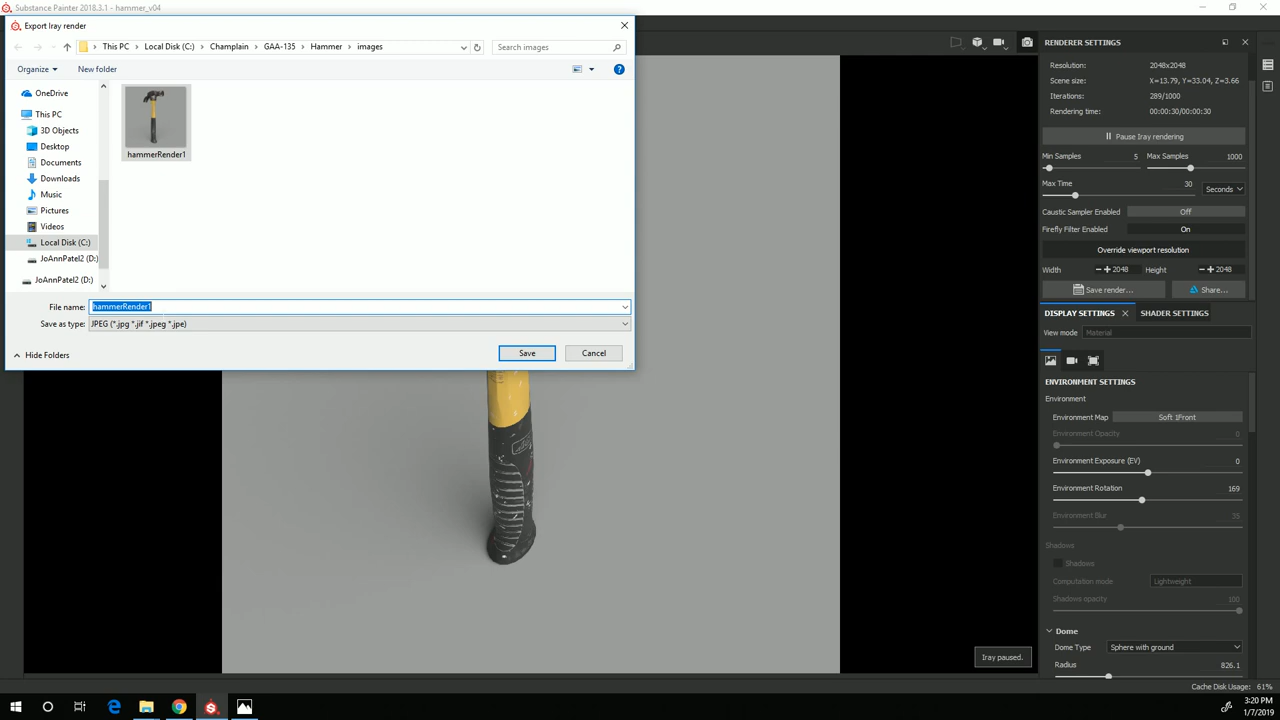 Substance Painter 2018.3.1 - hammer_v04
Export Iray render
This PC > Local Disk (C:) > Champlain > GAA-135 > Hammer > images
Search images
Organize
New folder
OneDrive
This PC
3D Objects
Desktop
Documents
Downloads
Music
Pictures
Videos
Local Disk (C:)
JoAnnPatel2 (D:)
JoAnnPatel2 (D:)
hammerRender1
File name: hammerRender1
Save as type: JPEG (*.jpg *.jif *.jpeg *.jpe)
Hide Folders
Save
Cancel
RENDERER SETTINGS
Resolution: 2048x2048
Scene size: X=13.79, Y=33.04, Z=3.66
Iterations: 289/1000
Rendering time: 00:00:30/00:00:30
Pause Iray rendering
Min Samples 5 Max Samples 1000
Max Time 30 Seconds
Caustic Sampler Enabled Off
Firefly Filter Enabled On
Override viewport resolution
Width 2048 Height 2048
Save render... Share...
DISPLAY SETTINGS SHADER SETTINGS
View mode Material
ENVIRONMENT SETTINGS
Environment
Environment Map Soft 1Front
Environment Opacity 0
Environment Exposure (EV) 0
Environment Rotation 169
Environment Blur 35
Shadows
Shadows
Computation mode Lightweight
Shadows opacity 100
Dome
Dome Type Sphere with ground
Radius 826.1
Iray paused.
Cache Disk Usage: 61%
3:20 PM
1/7/2019